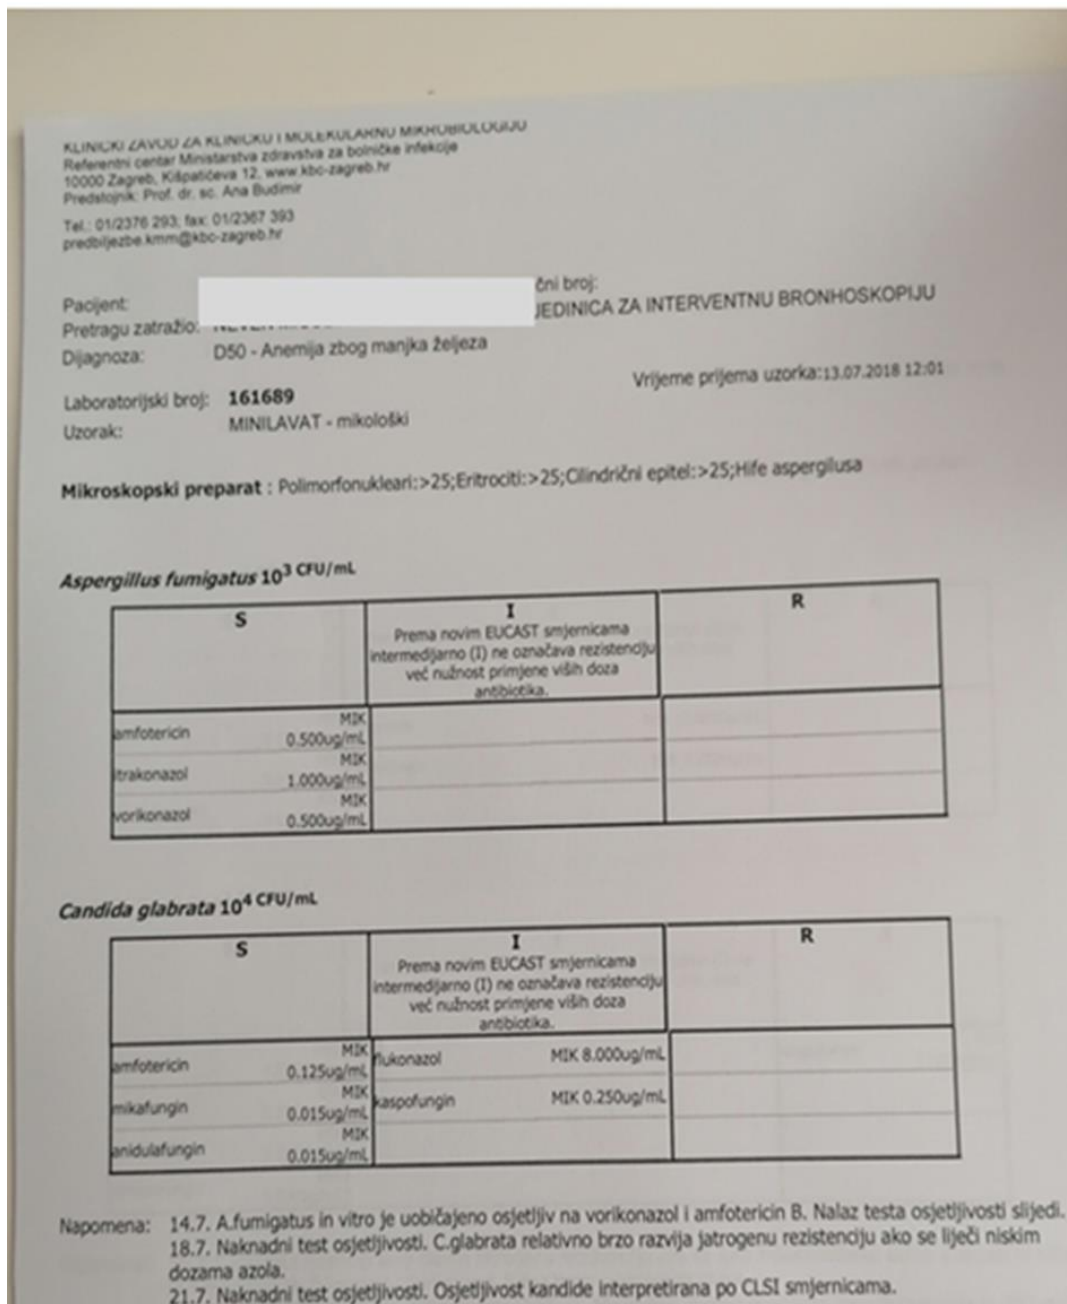 KLINIČKI ZAVOD ZA KLINIČKU I MOLEKULARNU MIKROBIOLOGIJU
Referentni centar Ministarstva zdravstva za bolničke infekcije
10000 Zagreb, Kišpatićeva 12, www.kbc-zagreb.hr
Predstojnik: Prof. dr. sc. Ana Budimir
Tel.: 01/2376 293; fax: 01/2367 393
predbiljezbe.kmm@kbc-zagreb.hr
Pacijent: čni broj:
Pretragu zatražio: JEDINICA ZA INTERVENTNU BRONHOSKOPIJU
Dijagnoza: D50 - Anemija zbog manjka željeza
Laboratorijski broj: 161689 Vrijeme prijema uzorka:13.07.2018 12:01
Uzorak: MINILAVAT - mikološki
Mikroskopski preparat : Polimorfonukleari:>25;Eritrociti:>25;Cilindrični epitel:>25;Hife aspergilusa
Aspergillus fumigatus 10³ CFU/mL
S I R
Prema novim EUCAST smjernicama
intermedijarno (I) ne označava rezistenciju
već nužnost primjene viših doza
antibiotika.
amfotericin MIK
0.500ug/mL
itrakonazol MIK
1.000ug/mL
vorikonazol MIK
0.500ug/mL
Candida glabrata 10⁴ CFU/mL
S I R
Prema novim EUCAST smjernicama
intermedijarno (I) ne označava rezistenciju
već nužnost primjene viših doza
antibiotika.
amfotericin MIK flukonazol MIK 8.000ug/mL
0.125ug/mL
mikafungin MIK kaspofungin MIK 0.250ug/mL
0.015ug/mL
anidulafungin MIK
0.015ug/mL
Napomena: 14.7. A.fumigatus in vitro je uobičajeno osjetljiv na vorikonazol i amfotericin B. Nalaz testa osjetljivosti slijedi.
18.7. Naknadni test osjetljivosti. C.glabrata relativno brzo razvija jatrogenu rezistenciju ako se liječi niskim
dozama azola.
21.7. Naknadni test osjetljivosti. Osjetljivost kandide interpretirana po CLSI smjernicama.